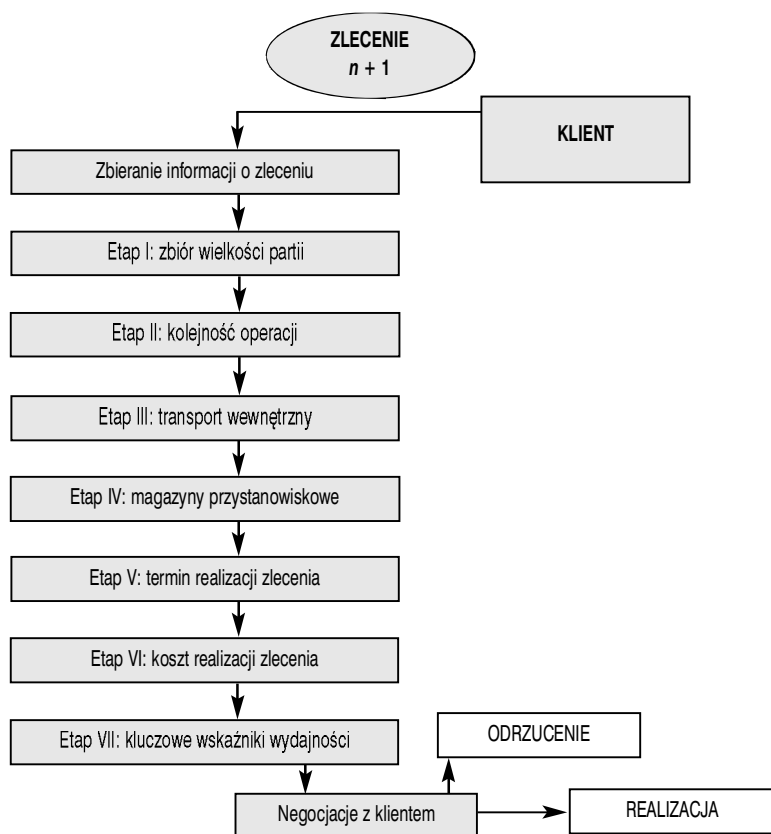 ZLECENIE
n + 1
KLIENT
Zbieranie informacji o zleceniu
Etap I: zbiór wielkości partii
Etap II: kolejność operacji
Etap III: transport wewnętrzny
Etap IV: magazyny przystanowiskowe
Etap V: termin realizacji zlecenia
Etap VI: koszt realizacji zlecenia
Etap VII: kluczowe wskaźniki wydajności
ODRZUCENIE
Negocjacje z klientem
REALIZACJA